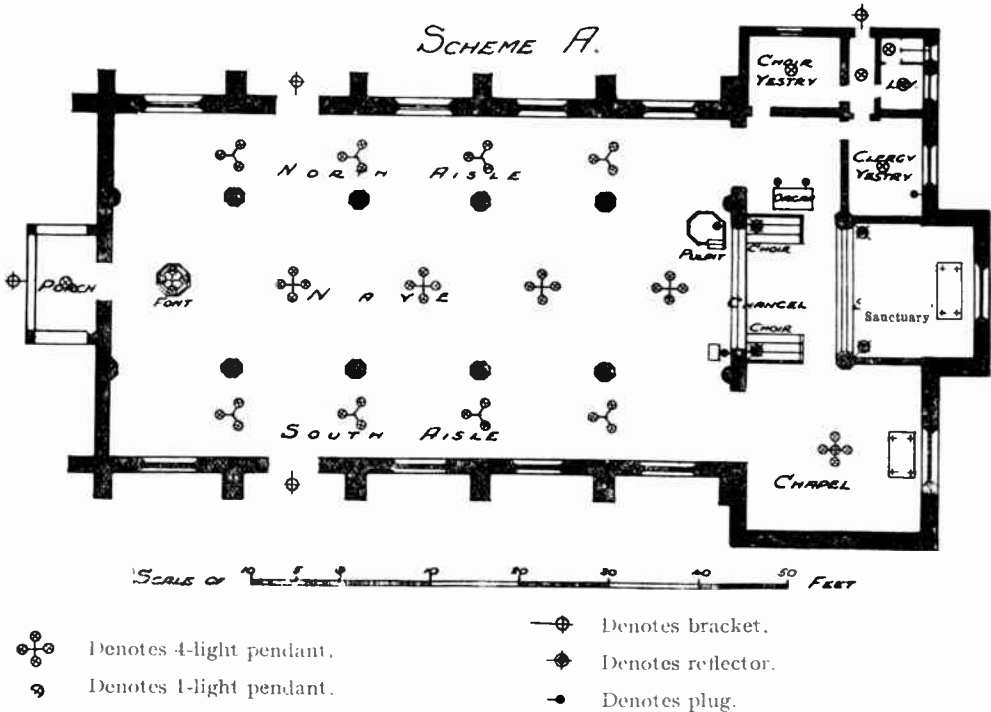 SCHEME A.
CHOIR
VESTRY
LAV.
CLERGY
VESTRY
NORTH AISLE
ORGAN
PULPIT
CHOIR
PORCH
FONT
NAVE
CHANCEL
Sanctuary
CHOIR
SOUTH AISLE
CHAPEL
SCALE OF 10 5 0 10 20 30 40 50 FEET
Denotes 4-light pendant.
Denotes 1-light pendant.
Denotes bracket.
Denotes reflector.
Denotes plug.